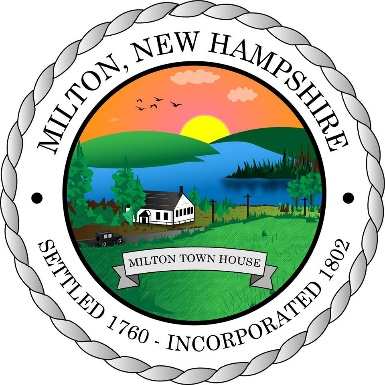 MILTON, NEW HAMPSHIRE
MILTON TOWN HOUSE
SETTLED 1760 - INCORPORATED 1802